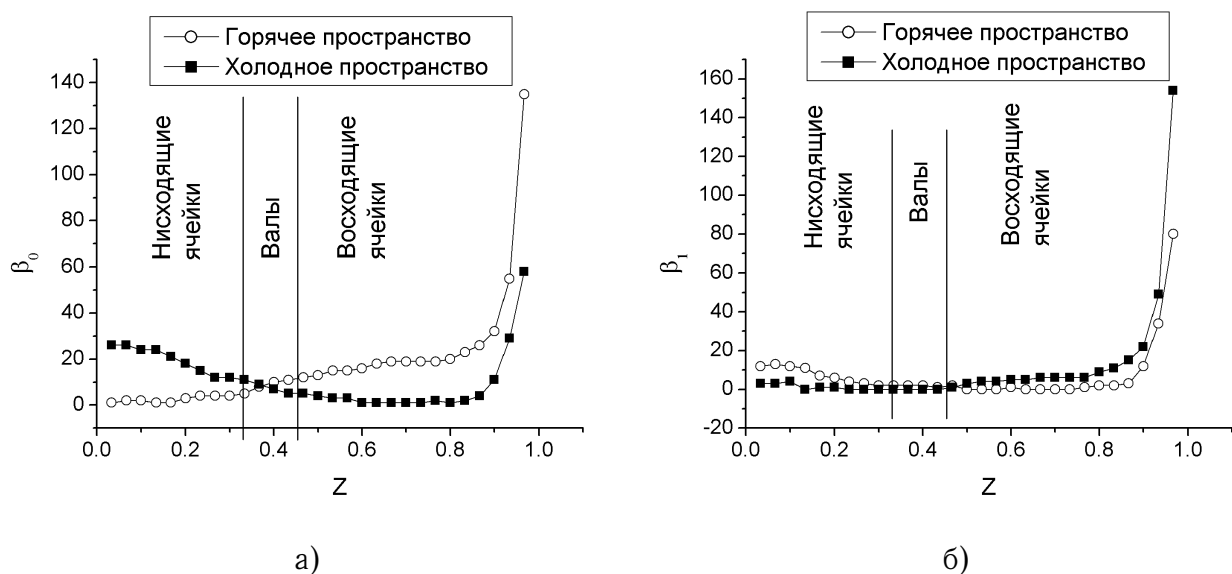 Горячее пространство
Холодное пространство
140
120
100
80
60
40
20
0
β₀
Нисходящие
ячейки
Валы
Восходящие
ячейки
0.0 0.2 0.4 0.6 0.8 1.0
Z
а)
Горячее пространство
Холодное пространство
160
140
120
100
80
60
40
20
0
-20
β₁
Нисходящие
ячейки
Валы
Восходящие
ячейки
0.0 0.2 0.4 0.6 0.8 1.0
Z
б)